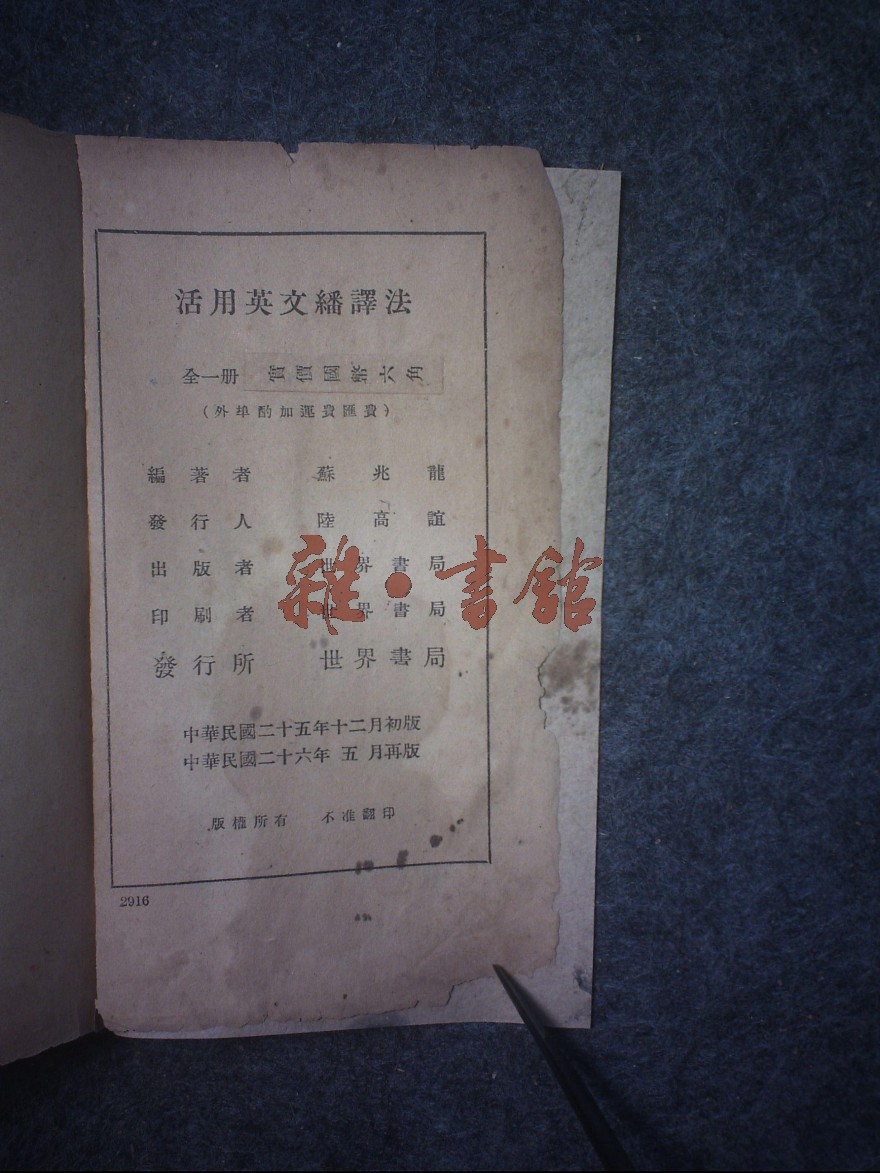 活用英文繙譯法
全一册 實價國幣六角
（外埠酌加運費匯費）
編著者 蘇兆龍
發行人 陸高誼
出版者 世界書局
印刷者 世界書局
發行所 世界書局
中華民國二十五年十二月初版
中華民國二十六年五月再版
版權所有 不准翻印
2916
雜·書館